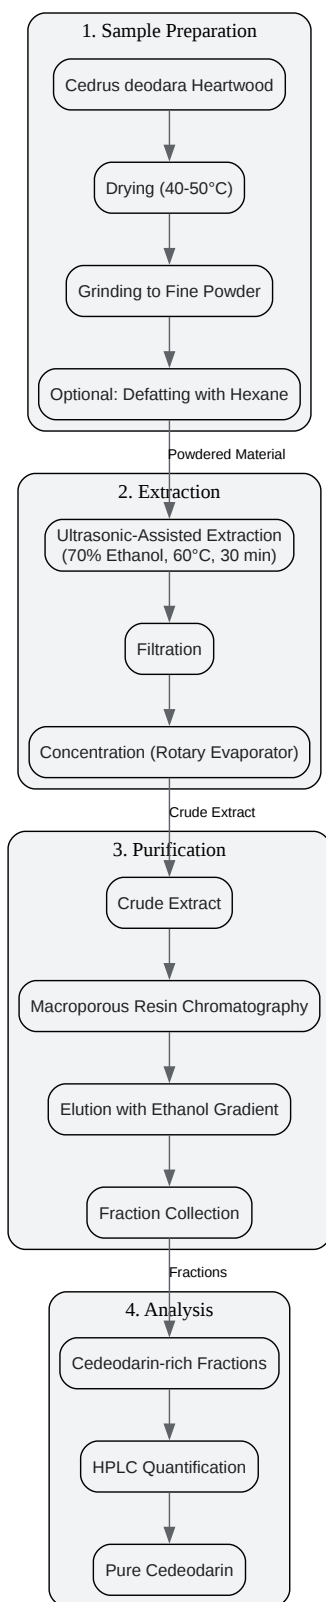 1. Sample Preparation
Cedrus deodara Heartwood
Drying (40-50°C)
Grinding to Fine Powder
Optional: Defatting with Hexane
Powdered Material
2. Extraction
Ultrasonic-Assisted Extraction
(70% Ethanol, 60°C, 30 min)
Filtration
Concentration (Rotary Evaporator)
Crude Extract
3. Purification
Crude Extract
Macroporous Resin Chromatography
Elution with Ethanol Gradient
Fraction Collection
Fractions
4. Analysis
Cedeodarin-rich Fractions
HPLC Quantification
Pure Cedeodarin